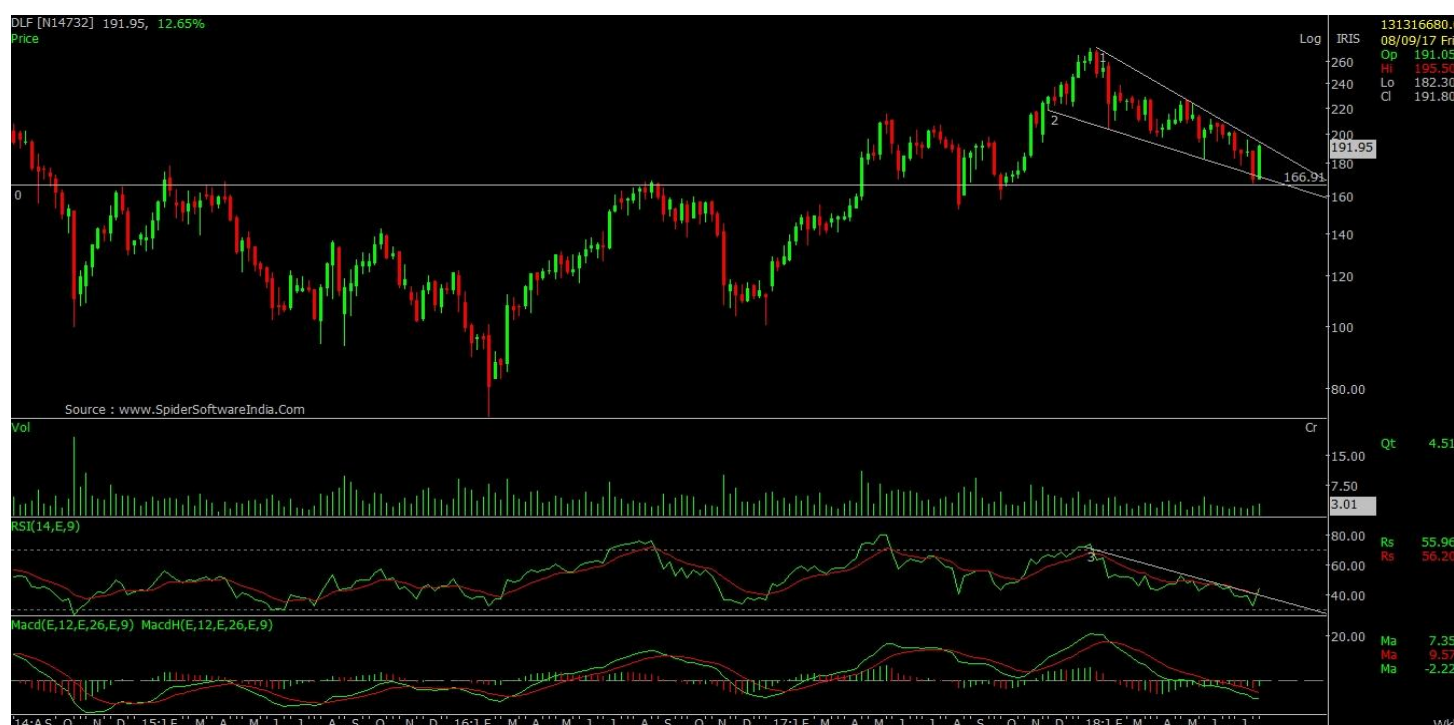 DLF [N14732] 191.95, 12.65%
Price
Log
IRIS
131316680.
08/09/17 Fri
Op 191.05
Hi 195.50
Lo 182.30
Cl 191.80
260
240
220
200
191.95
180
160
140
120
100
80.00
1
2
166.91
0
Source : www.SpiderSoftwareIndia.Com
Vol
Cr
Qt 4.51
15.00
7.50
3.01
RSI(14,E,9)
80.00
60.00
40.00
3
Rs 55.96
Rs 56.20
Macd(E,12,E,26,E,9) MacdH(E,12,E,26,E,9)
20.00
Ma 7.35
Ma 9.57
Ma -2.22